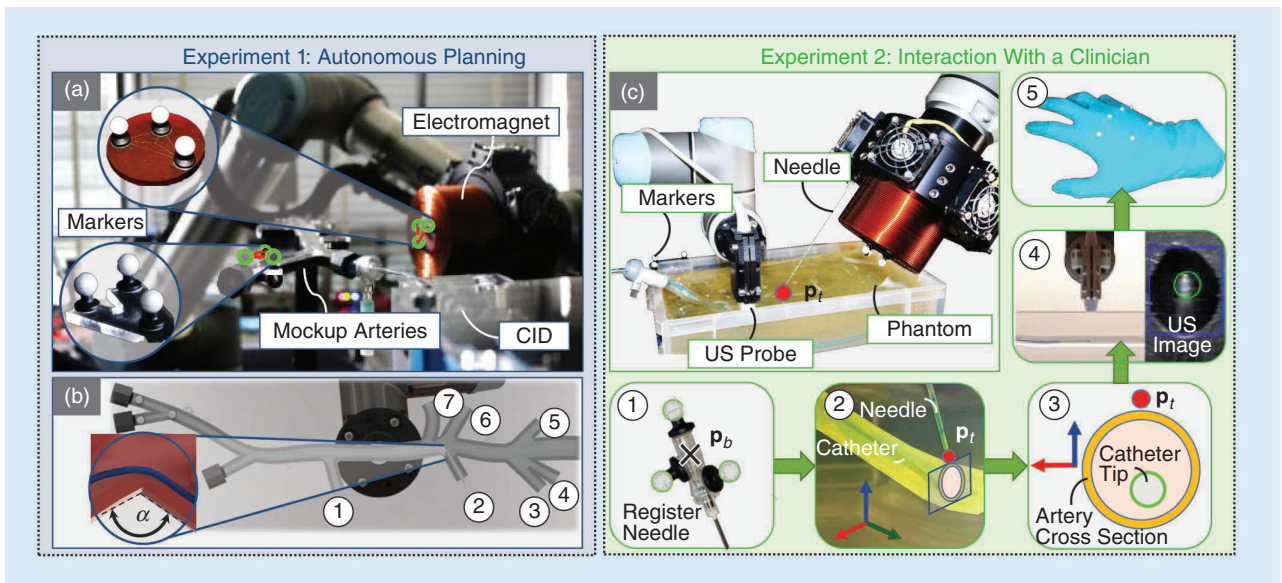 Experiment 1: Autonomous Planning
(a)
Electromagnet
Markers
Mockup Arteries
CID
(b)
α
1
2
3
4
5
6
7
Experiment 2: Interaction With a Clinician
(c)
Needle
Markers
p_t
US Probe
Phantom
1
p_b
Register
Needle
2
Needle
p_t
Catheter
3
p_t
Catheter
Tip
Artery
Cross Section
4
US
Image
5